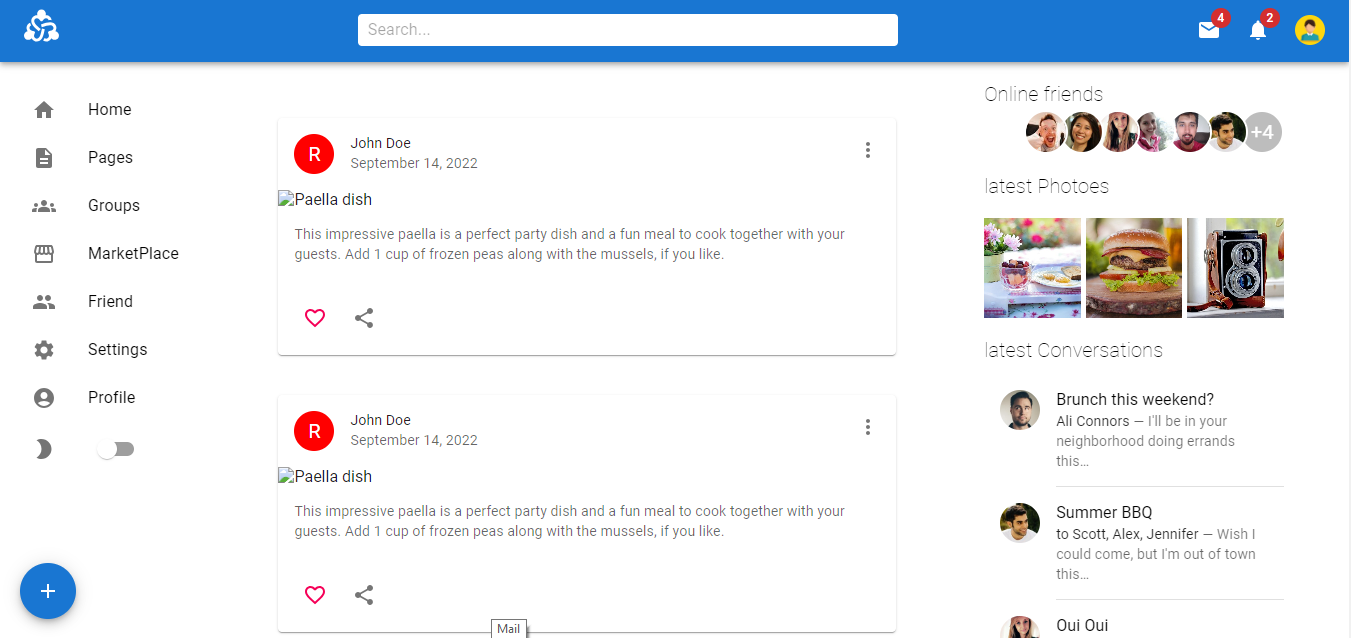 Search...
4
2
Home
Pages
Groups
MarketPlace
Friend
Settings
Profile
R
John Doe
September 14, 2022
Paella dish
This impressive paella is a perfect party dish and a fun meal to cook together with your
guests. Add 1 cup of frozen peas along with the mussels, if you like.
R
John Doe
September 14, 2022
Paella dish
This impressive paella is a perfect party dish and a fun meal to cook together with your
guests. Add 1 cup of frozen peas along with the mussels, if you like.
Mail
Online friends
+4
latest Photoes
latest Conversations
Brunch this weekend?
Ali Connors — I'll be in your
neighborhood doing errands
this…
Summer BBQ
to Scott, Alex, Jennifer — Wish I
could come, but I'm out of town
this…
Oui Oui